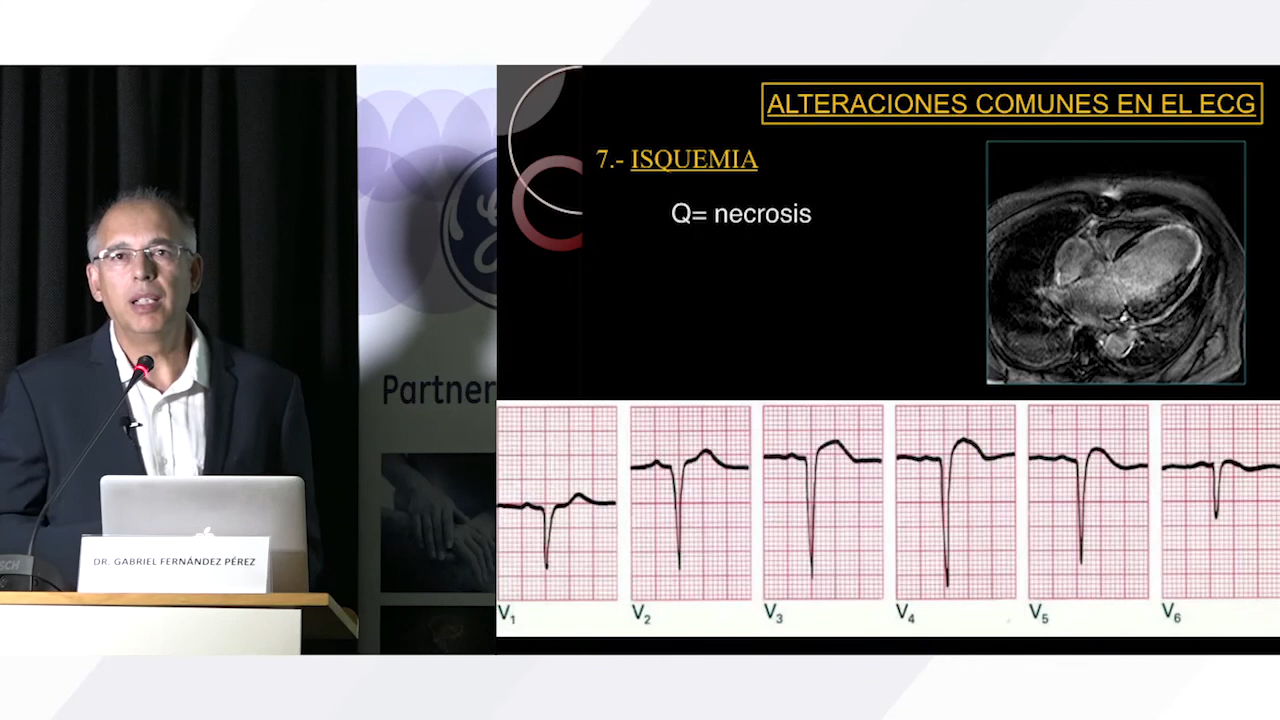 Partner
SCH
DR. GABRIEL FERNÁNDEZ PÉREZ
ALTERACIONES COMUNES EN EL ECG
7.- ISQUEMIA
Q= necrosis
V1
V2
V3
V4
V5
V6